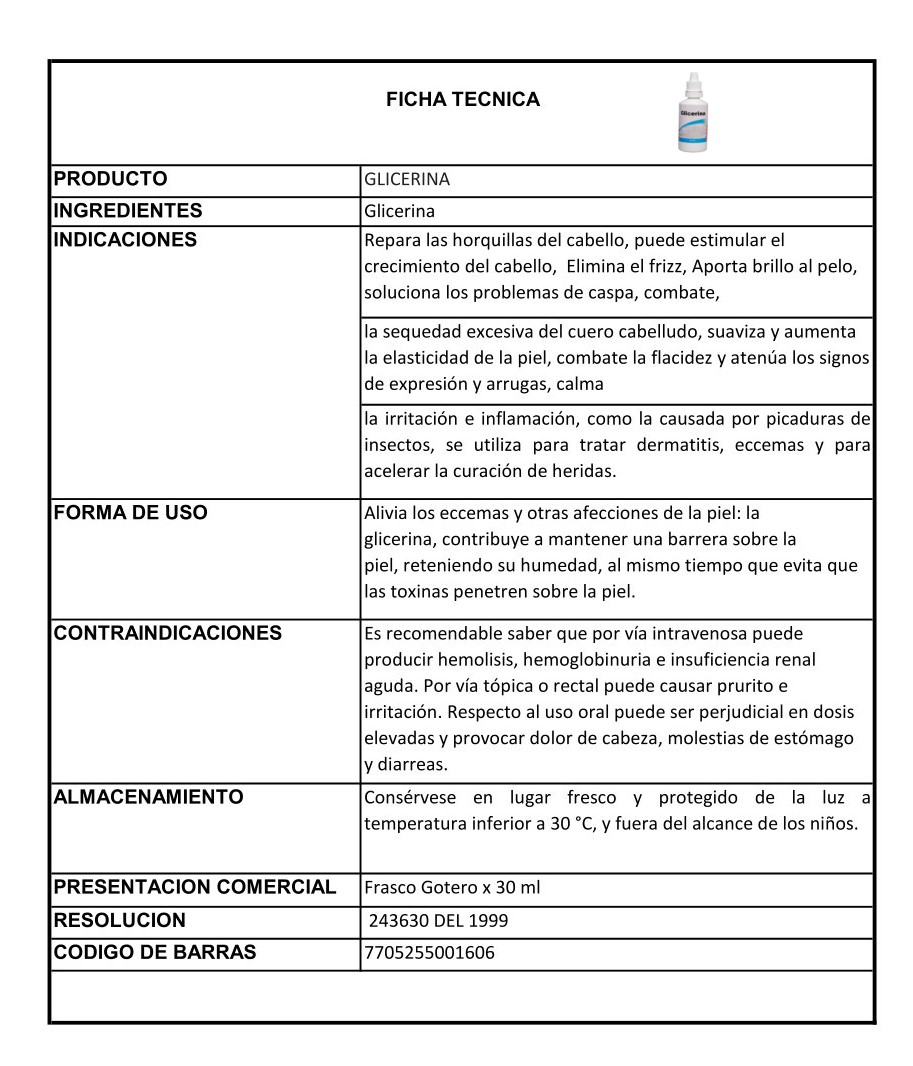 FICHA TECNICA
Glicerina
PRODUCTO
GLICERINA
INGREDIENTES
Glicerina
INDICACIONES
Repara las horquillas del cabello, puede estimular el
crecimiento del cabello,  Elimina el frizz, Aporta brillo al pelo,
soluciona los problemas de caspa, combate,
la sequedad excesiva del cuero cabelludo, suaviza y aumenta
la elasticidad de la piel, combate la flacidez y atenúa los signos
de expresión y arrugas, calma
la irritación e inflamación, como la causada por picaduras de
insectos, se utiliza para tratar dermatitis, eccemas y para
acelerar la curación de heridas.
FORMA DE USO
Alivia los eccemas y otras afecciones de la piel: la
glicerina, contribuye a mantener una barrera sobre la
piel, reteniendo su humedad, al mismo tiempo que evita que
las toxinas penetren sobre la piel.
CONTRAINDICACIONES
Es recomendable saber que por vía intravenosa puede
producir hemolisis, hemoglobinuria e insuficiencia renal
aguda. Por vía tópica o rectal puede causar prurito e
irritación. Respecto al uso oral puede ser perjudicial en dosis
elevadas y provocar dolor de cabeza, molestias de estómago
y diarreas.
ALMACENAMIENTO
Consérvese en lugar fresco y protegido de la luz a
temperatura inferior a 30 °C, y fuera del alcance de los niños.
PRESENTACION COMERCIAL
Frasco Gotero x 30 ml
RESOLUCION
243630 DEL 1999
CODIGO DE BARRAS
7705255001606